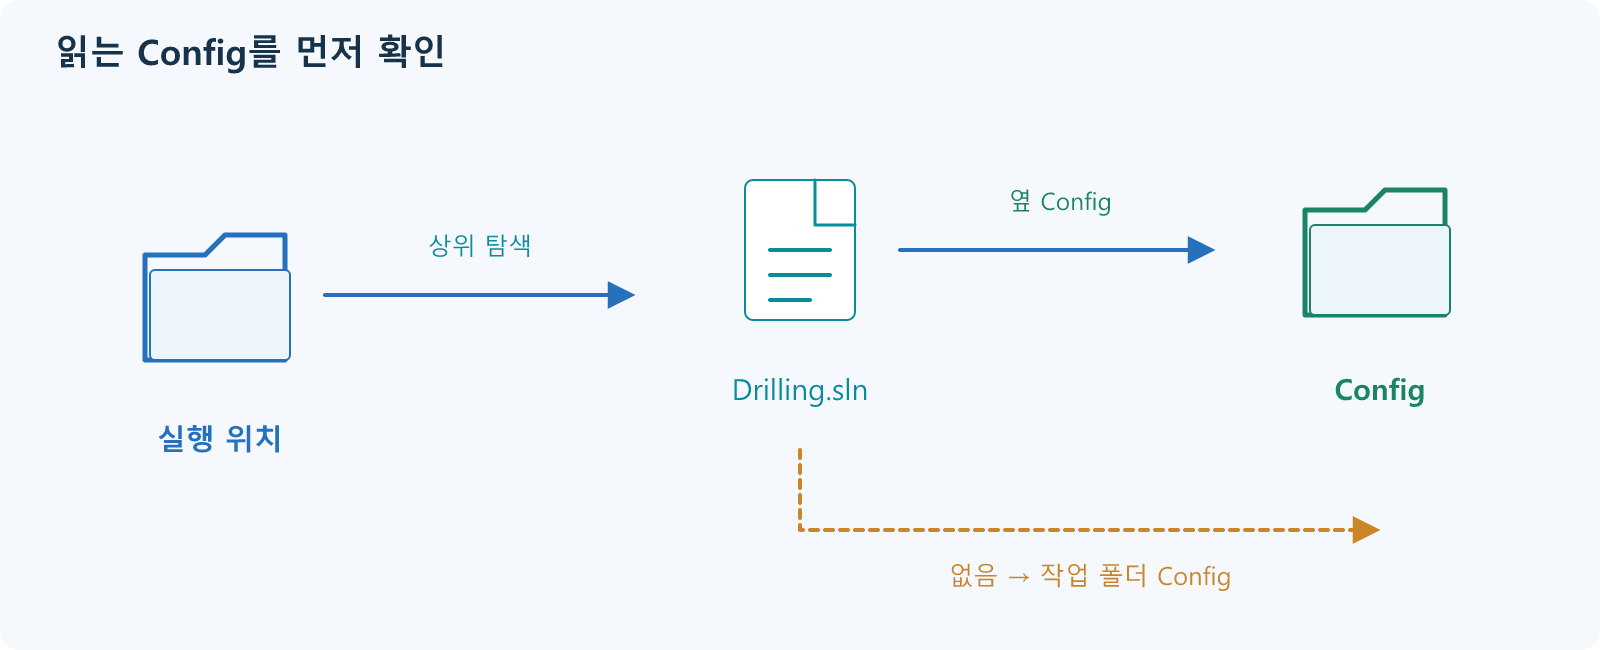 읽는 Config를 먼저 확인
상위 탐색
옆 Config
Drilling.sln
Config
실행 위치
없음 → 작업 폴더 Config